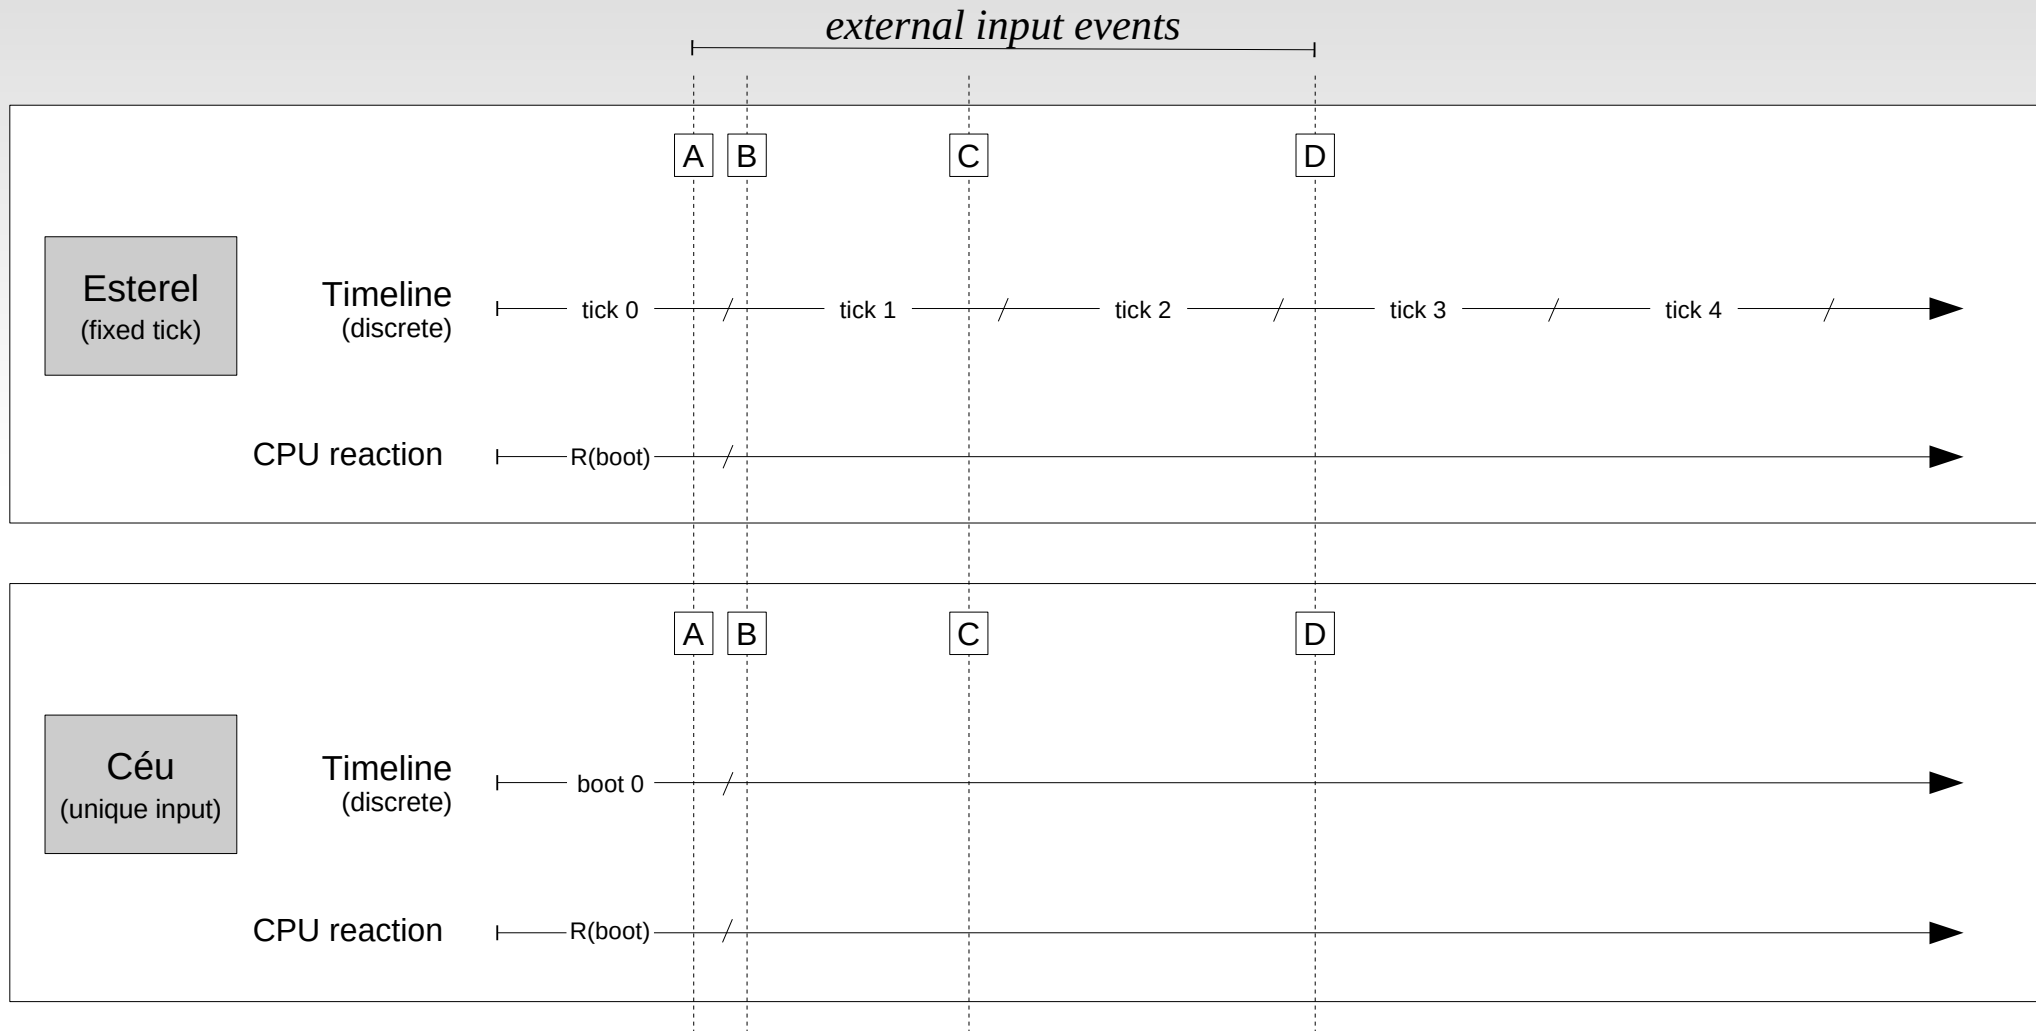 external input events
A B C D
Esterel
(fixed tick)
Timeline
(discrete)
tick 0 tick 1 tick 2 tick 3 tick 4
CPU reaction
R(boot)
A B C D
Céu
(unique input)
Timeline
(discrete)
boot 0
CPU reaction
R(boot)